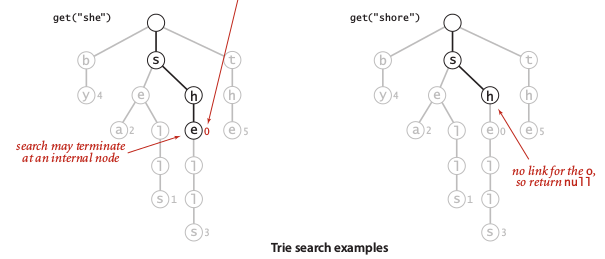 get("she")
get("shore")
s
b
t
y 4
e
h
h
a 2
l
e 0
e 5
l
l
s 1
l
s 3
search may terminate
at an internal node
s
b
t
y 4
e
h
h
a 2
l
e 0
e 5
l
l
s 1
l
s 3
no link for the o,
so return null
Trie search examples